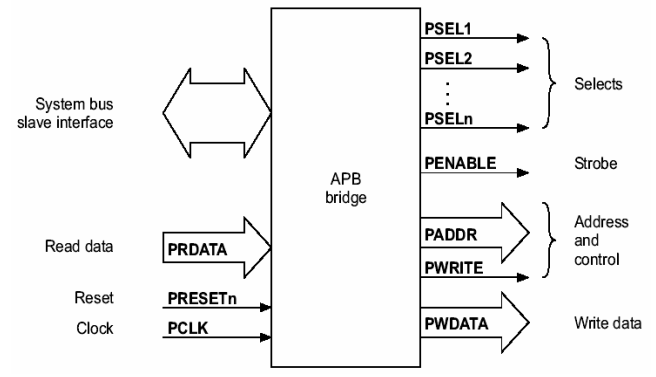 System bus
slave interface
Read data
PRDATA
Reset
PRESETn
Clock
PCLK
APB
bridge
PSEL1
PSEL2
PSELn
Selects
PENABLE
Strobe
PADDR
PWRITE
Address
and
control
PWDATA
Write data